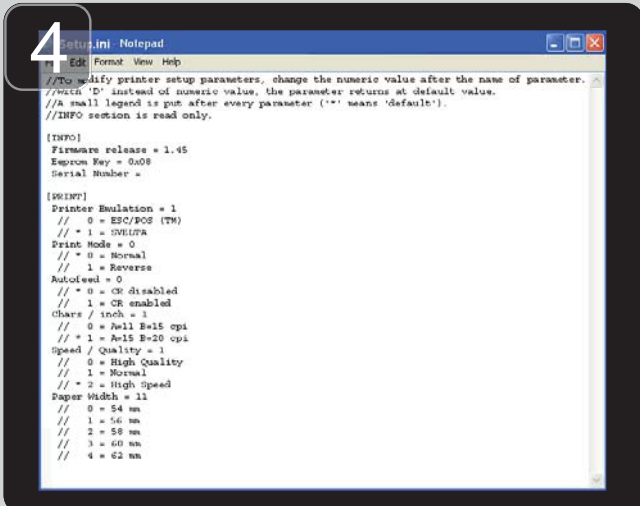 4
Setup.ini - Notepad
Edit Format View Help
//To modify printer setup parameters, change the numeric value after the name of parameter.
//With 'D' instead of numeric value, the parameter returns at default value.
//A small legend is put after every parameter ('*' means 'default').
//INFO section is read only.
[INFO]
Firmware release = 1.45
Eeprom Key = 0x08
Serial Number =
[PRINT]
Printer Emulation = 1
// 0 = ESC/POS (TM)
// * 1 = SVELTA
Print Mode = 0
// * 0 = Normal
// 1 = Reverse
Autofeed = 0
// * 0 = CR disabled
// 1 = CR enabled
Chars / inch = 1
// 0 = A=11 B=15 cpi
// * 1 = A=15 B=20 cpi
Speed / Quality = 1
// 0 = High Quality
// 1 = Normal
// * 2 = High Speed
Paper Width = 11
// 0 = 54 mm
// 1 = 56 mm
// 2 = 58 mm
// 3 = 60 mm
// 4 = 62 mm